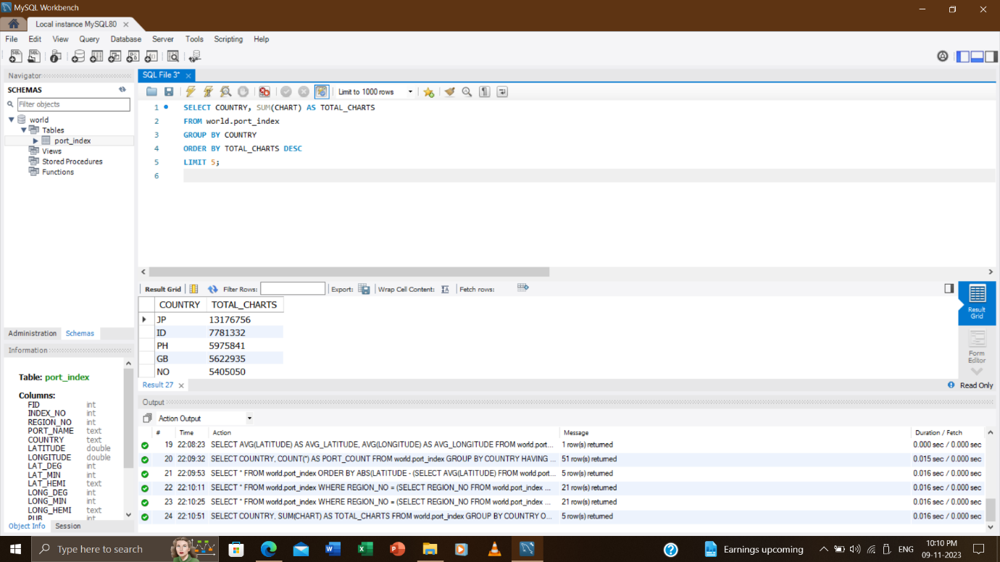 MySQL Workbench
Local instance MySQL80
File Edit View Query Database Server Tools Scripting Help
Navigator
SCHEMAS
Filter objects
world
Tables
port_index
Views
Stored Procedures
Functions
Administration Schemas
Information
Table: port_index
Columns:
FID int
INDEX_NO int
REGION_NO int
PORT_NAME text
COUNTRY text
LATITUDE double
LONGITUDE double
LAT_DEG int
LAT_MIN int
LAT_HEMI text
LONG_DEG int
LONG_MIN int
LONG_HEMI text
PUB int
Object Info Session
SQL File 3*
Limit to 1000 rows
1 SELECT COUNTRY, SUM(CHART) AS TOTAL_CHARTS
2 FROM world.port_index
3 GROUP BY COUNTRY
4 ORDER BY TOTAL_CHARTS DESC
5 LIMIT 5;
6
Result Grid Filter Rows: Export: Wrap Cell Content: Fetch rows:
COUNTRY TOTAL_CHARTS
JP 13176756
ID 7781332
PH 5975841
GB 5622935
NO 5405050
Result Grid
Form Editor
Result 27
Read Only
Output
Action Output
# Time Action Message Duration / Fetch
19 22:08:23 SELECT AVG(LATITUDE) AS AVG_LATITUDE, AVG(LONGITUDE) AS AVG_LONGITUDE FROM world.port... 1 row(s) returned 0.000 sec / 0.000 sec
20 22:09:32 SELECT COUNTRY, COUNT(*) AS PORT_COUNT FROM world.port_index GROUP BY COUNTRY HAVING ... 51 row(s) returned 0.015 sec / 0.000 sec
21 22:09:53 SELECT * FROM world.port_index ORDER BY ABS(LATITUDE - (SELECT AVG(LATITUDE) FROM world.port... 5 row(s) returned 0.016 sec / 0.000 sec
22 22:10:11 SELECT * FROM world.port_index WHERE REGION_NO = (SELECT REGION_NO FROM world.port_index ... 21 row(s) returned 0.016 sec / 0.000 sec
23 22:10:25 SELECT * FROM world.port_index WHERE REGION_NO = (SELECT REGION_NO FROM world.port_index ... 21 row(s) returned 0.016 sec / 0.000 sec
24 22:10:51 SELECT COUNTRY, SUM(CHART) AS TOTAL_CHARTS FROM world.port_index GROUP BY COUNTRY O... 5 row(s) returned 0.016 sec / 0.000 sec
Type here to search
Earnings upcoming
ENG
10:10 PM
09-11-2023